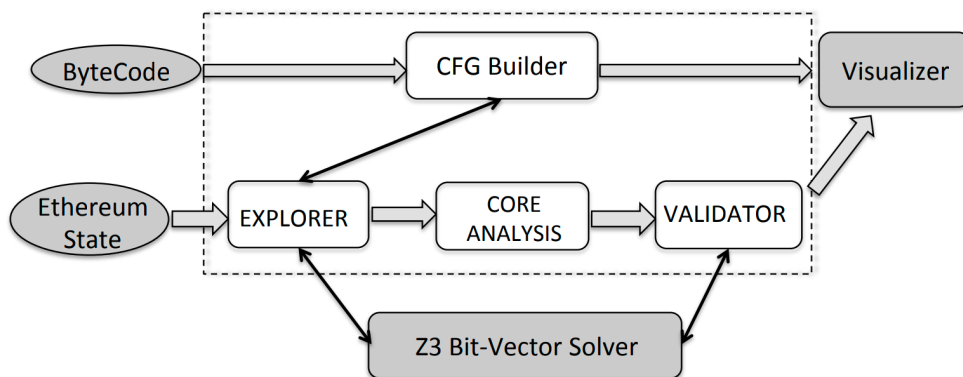 ByteCode
CFG Builder
Visualizer
Ethereum
State
EXPLORER
CORE
ANALYSIS
VALIDATOR
Z3 Bit-Vector Solver